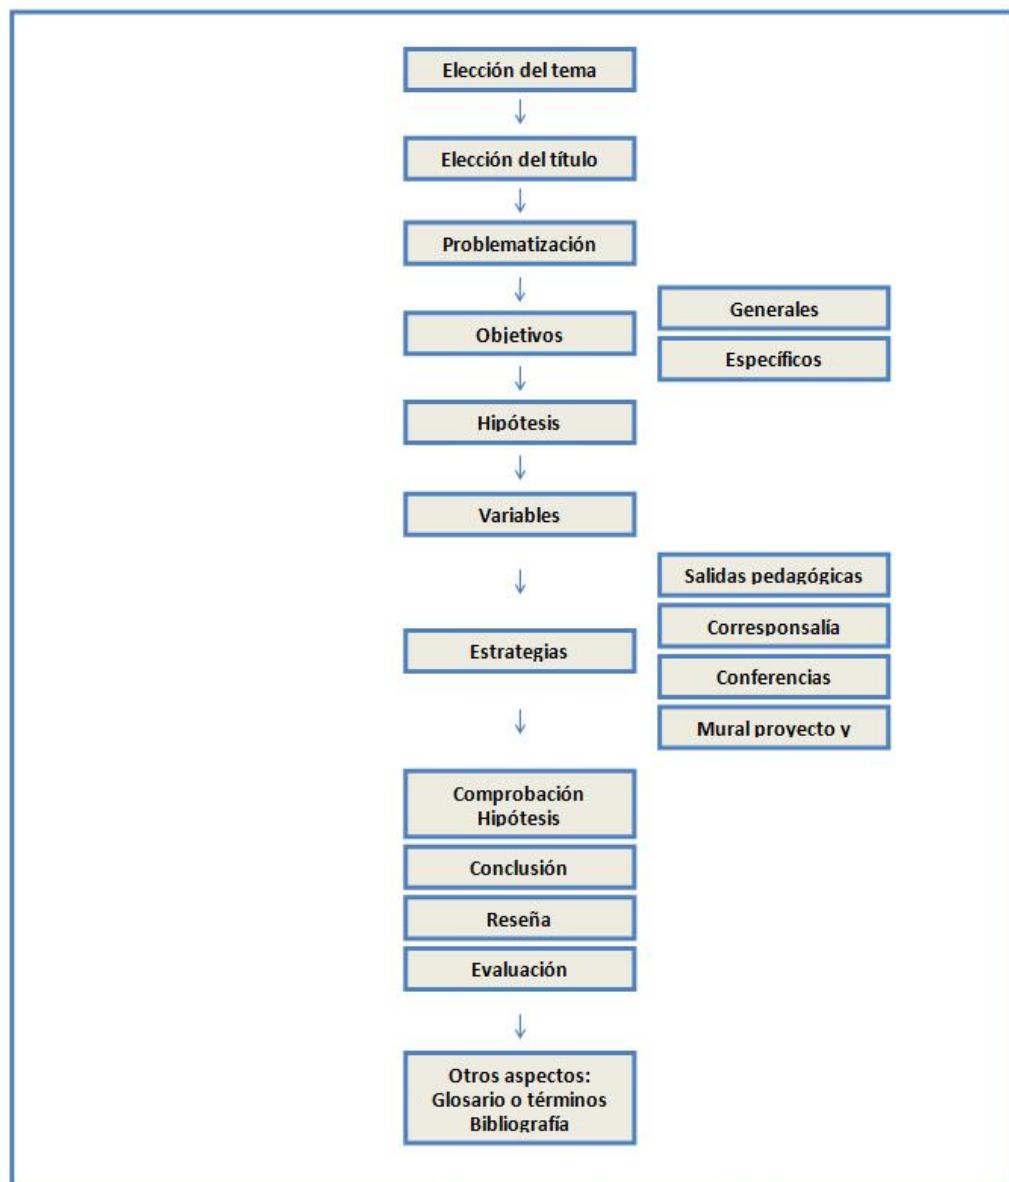 Elección del tema
Elección del título
Problematización
Objetivos
Generales
Específicos
Hipótesis
Variables
Estrategias
Salidas pedagógicas
Corresponsalía
Conferencias
Mural proyecto y
Comprobación
Hipótesis
Conclusión
Reseña
Evaluación
Otros aspectos:
Glosario o términos
Bibliografía